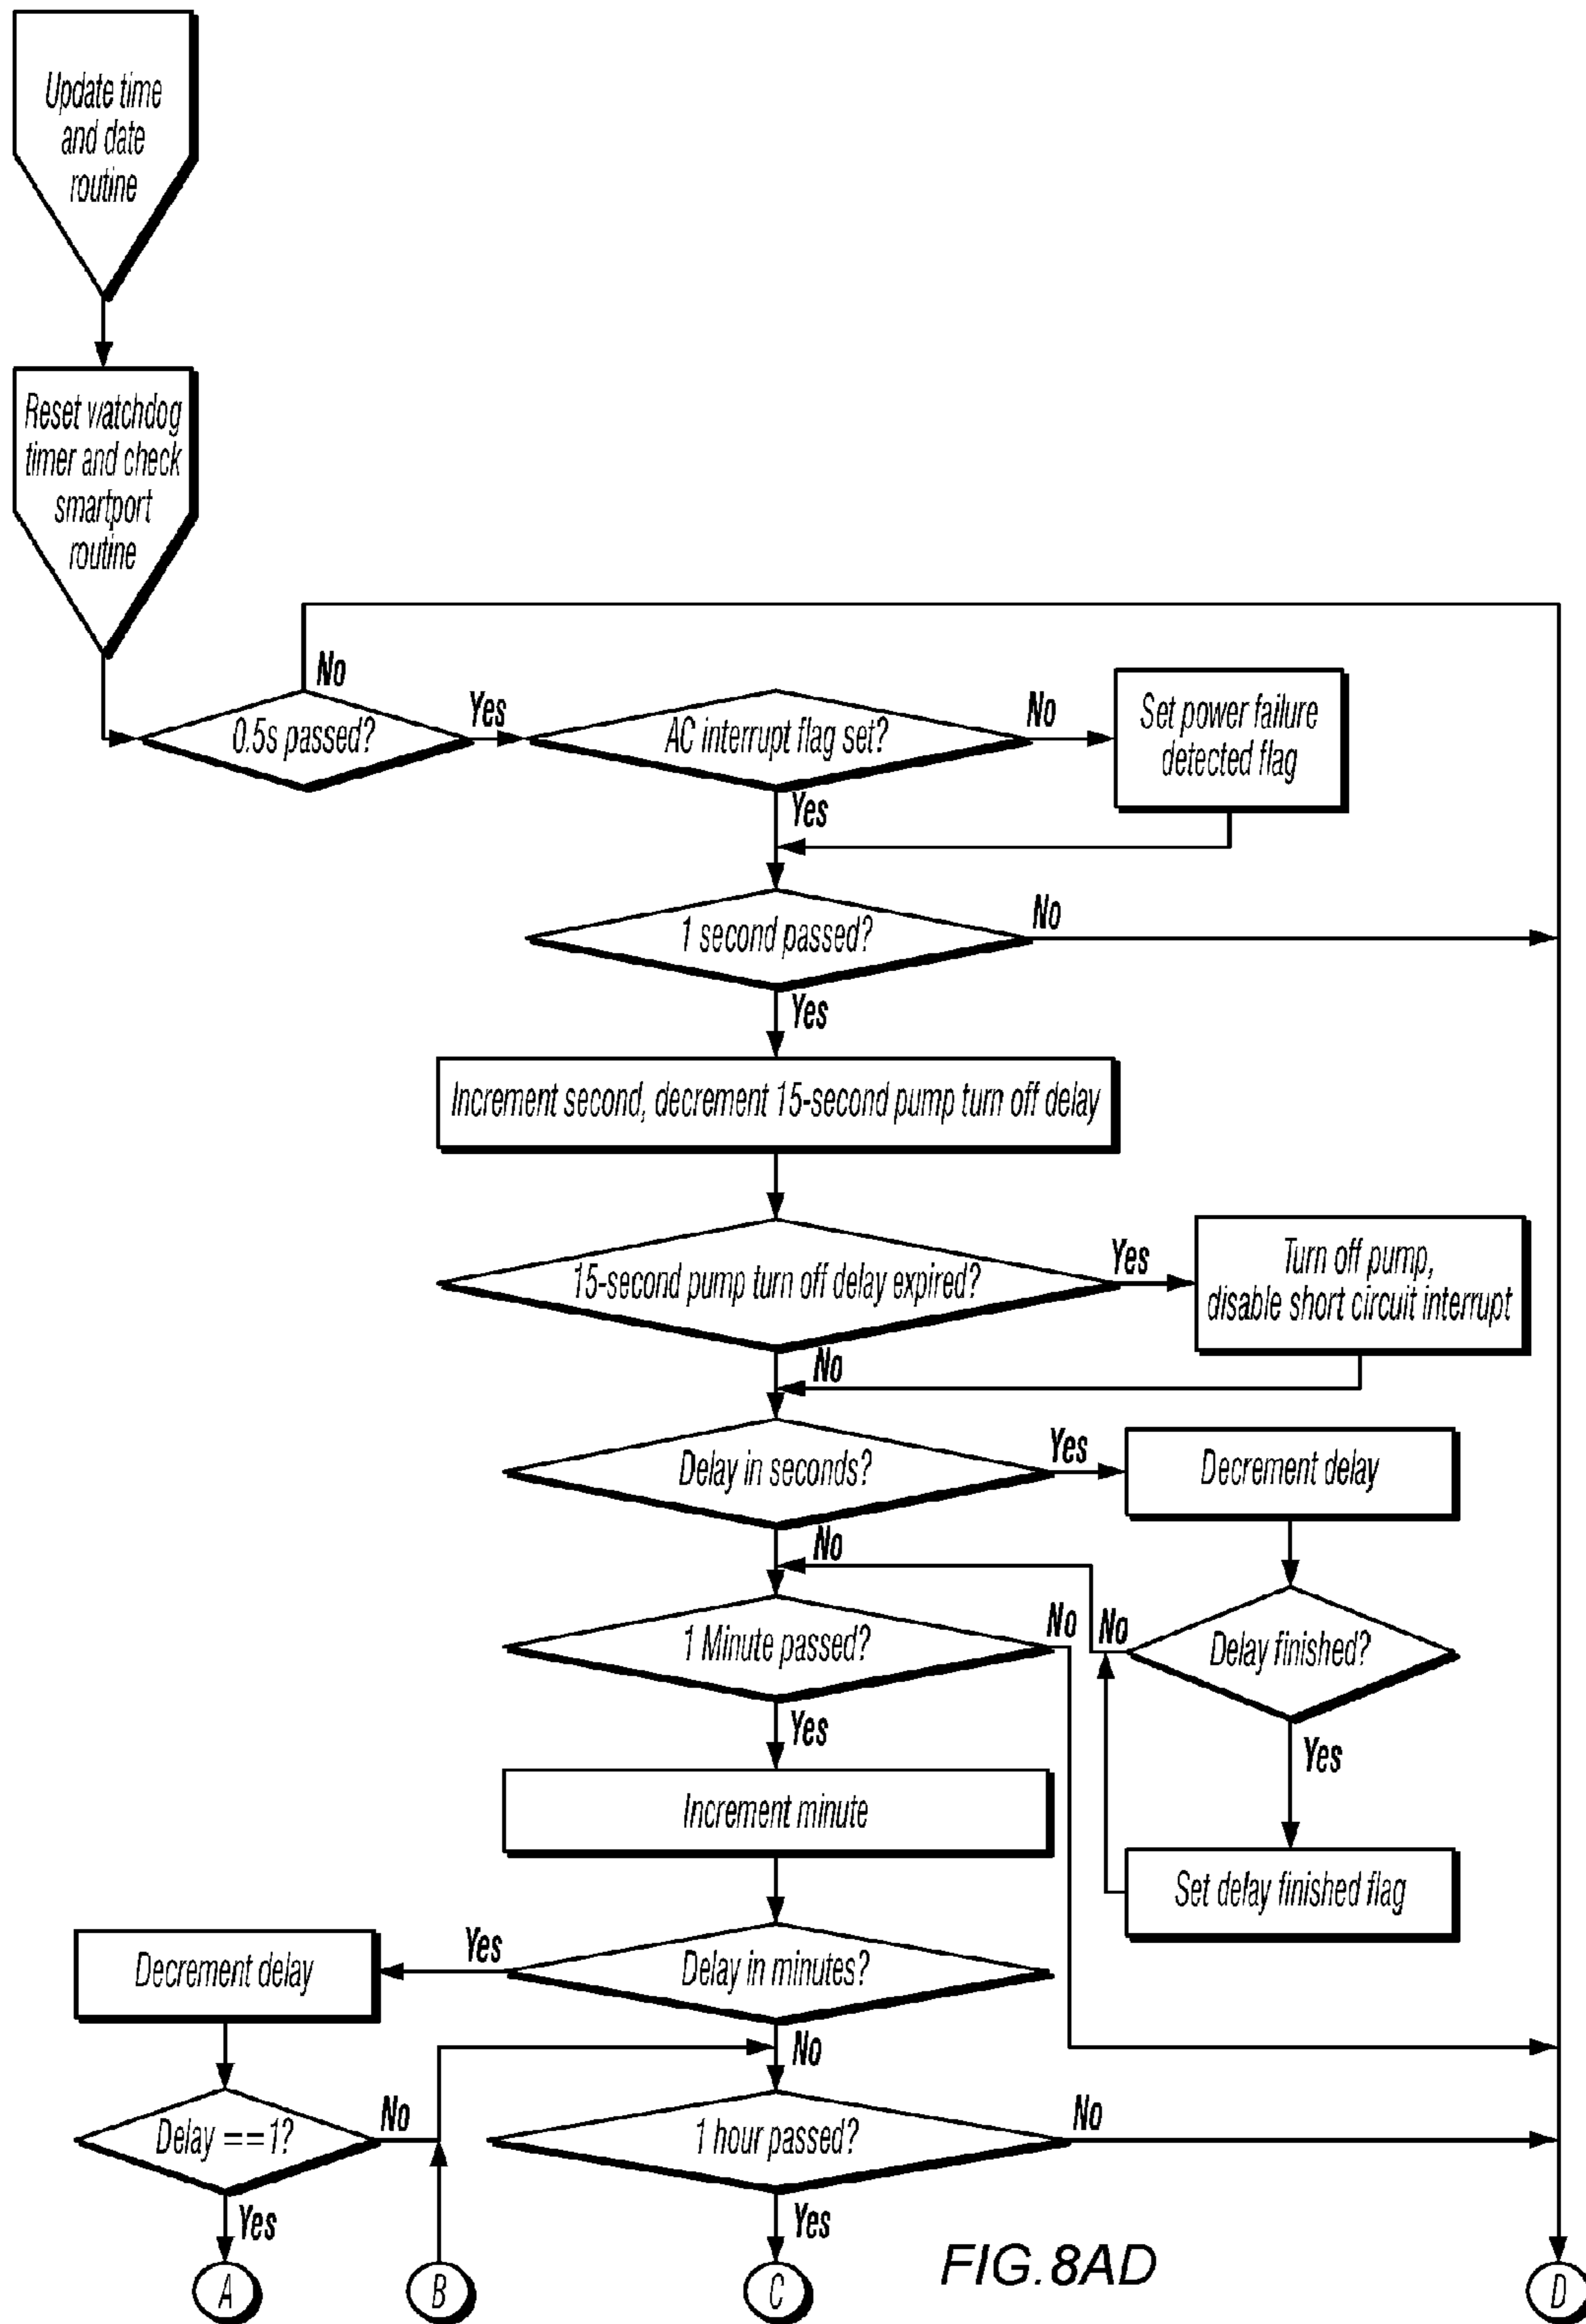 Update time
and date
routine
Reset watchdog
timer and check
smartport
routine
No
0.5s passed?
Yes
AC interrupt flag set?
No
Set power failure
detected flag
Yes
1 second passed?
No
Yes
Increment second, decrement 15-second pump turn off delay
15-second pump turn off delay expired?
Yes
Turn off pump,
disable short circuit interrupt
No
Delay in seconds?
Yes
Decrement delay
No
1 Minute passed?
No
No
Delay finished?
Yes
Yes
Increment minute
Set delay finished flag
Decrement delay
Yes
Delay in minutes?
No
Delay ==1?
No
1 hour passed?
No
Yes
Yes
A
B
C
FIG.8AD
D